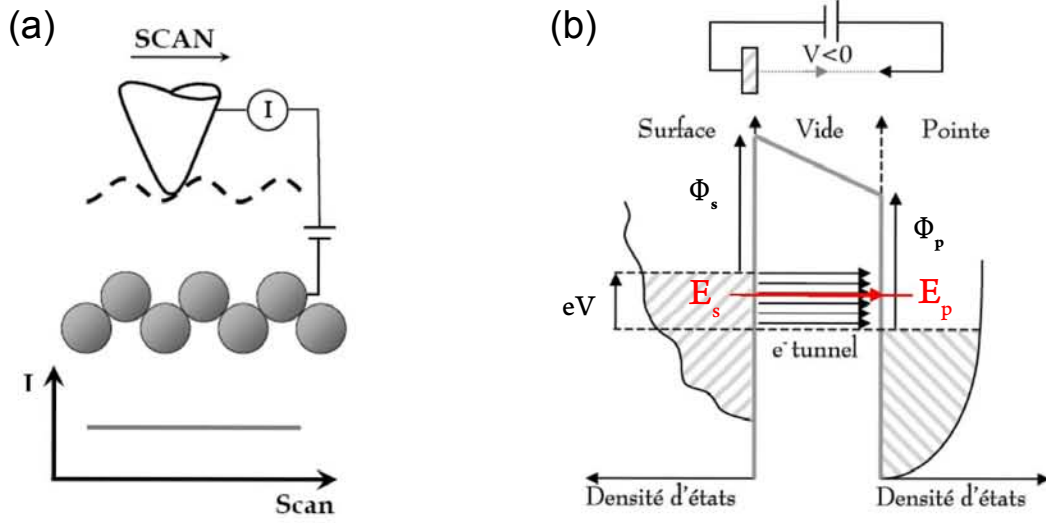 (a)
SCAN
I
I
Scan
(b)
V<0
Surface
Vide
Pointe
Φs
Φp
eV
Es
Ep
e- tunnel
Densité d'états
Densité d'états